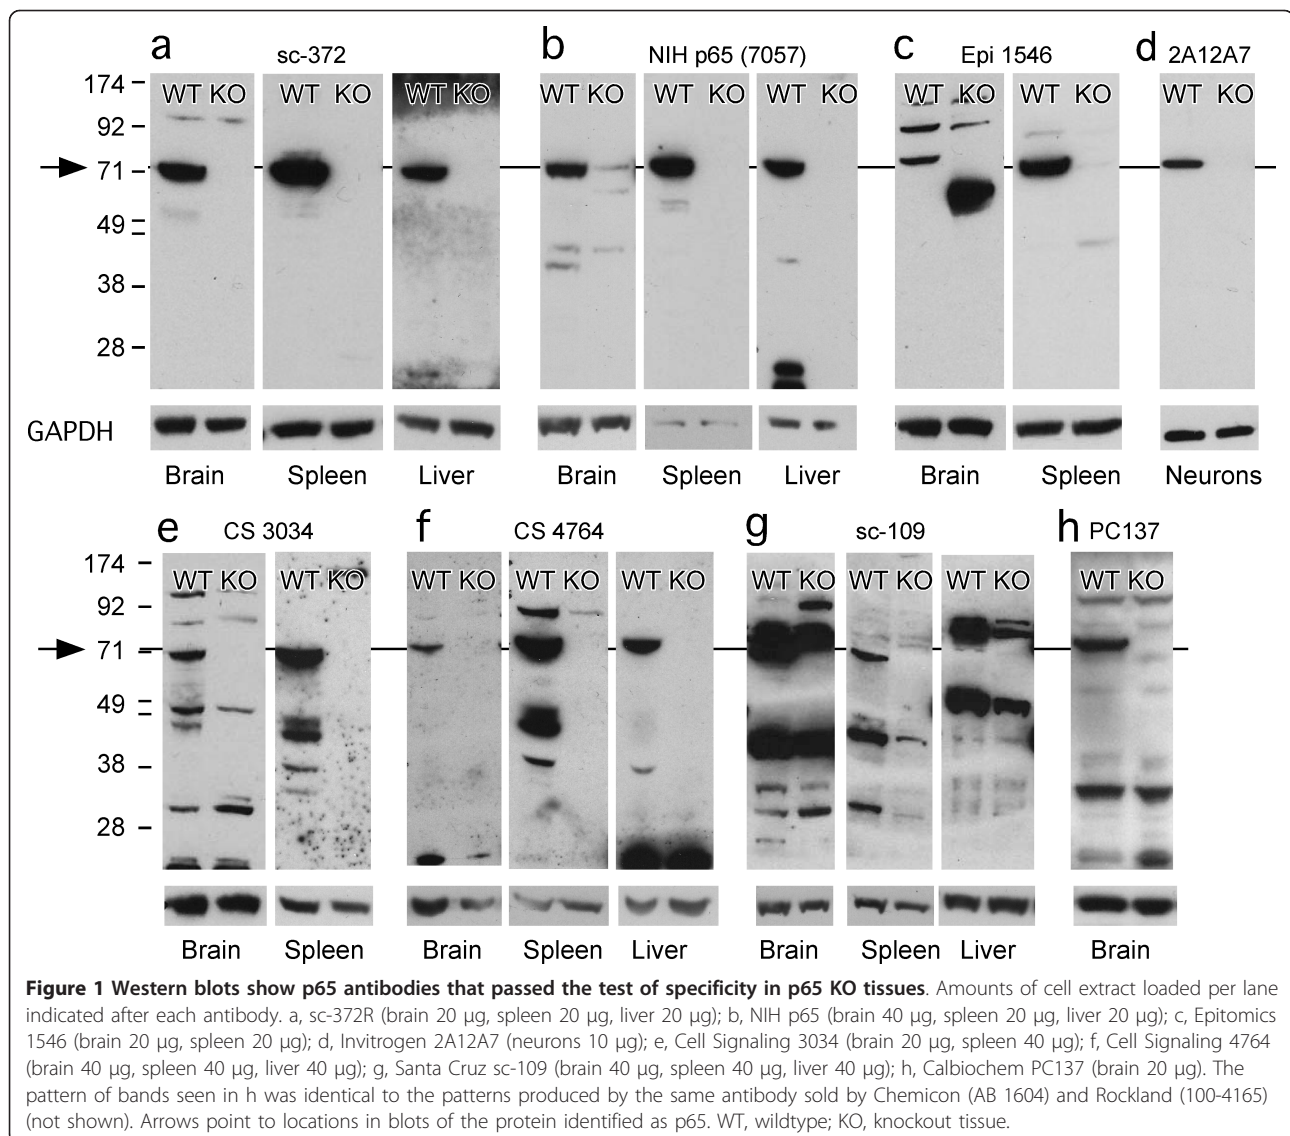 a b c d
sc-372 NIH p65 (7057) Epi 1546 2A12A7
174 WT KO WT KO WT KO WT KO WT KO WT KO WT KO WT KO WT KO
92
71
49
38
28
GAPDH
Brain Spleen Liver Brain Spleen Liver Brain Spleen Neurons
e f g h
CS 3034 CS 4764 sc-109 PC137
174
WT KO WT KO WT KO WT KO WT KO WT KO WT KO WT KO WT KO
92
71
49
38
28
Brain Spleen Brain Spleen Liver Brain Spleen Liver Brain
Figure 1 Western blots show p65 antibodies that passed the test of specificity in p65 KO tissues. Amounts of cell extract loaded per lane
indicated after each antibody. a, sc-372R (brain 20 μg, spleen 20 μg, liver 20 μg); b, NIH p65 (brain 40 μg, spleen 20 μg, liver 20 μg); c, Epitomics
1546 (brain 20 μg, spleen 20 μg); d, Invitrogen 2A12A7 (neurons 10 μg); e, Cell Signaling 3034 (brain 20 μg, spleen 40 μg); f, Cell Signaling 4764
(brain 40 μg, spleen 40 μg, liver 40 μg); g, Santa Cruz sc-109 (brain 40 μg, spleen 40 μg, liver 40 μg); h, Calbiochem PC137 (brain 20 μg). The
pattern of bands seen in h was identical to the patterns produced by the same antibody sold by Chemicon (AB 1604) and Rockland (100-4165)
(not shown). Arrows point to locations in blots of the protein identified as p65. WT, wildtype; KO, knockout tissue.